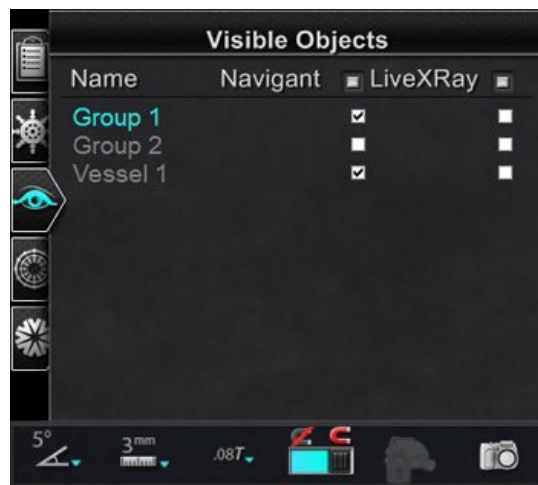 Visible Objects
Name Navigant LiveXRay
Group 1
Group 2
Vessel 1
5° 3mm .08T